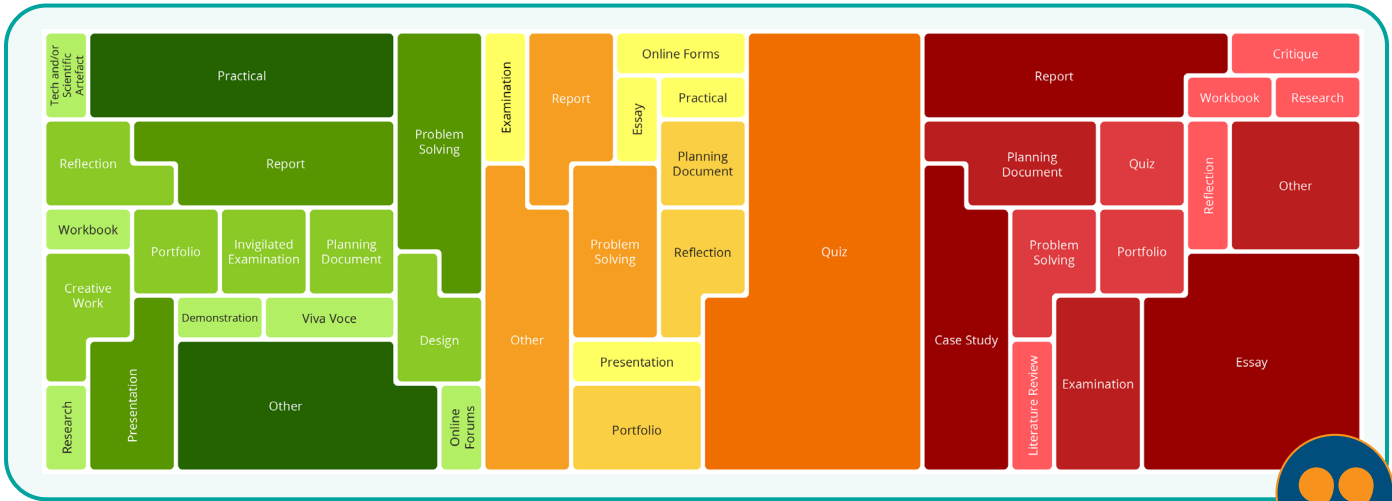 Tech and/or
Scientific
Artefact
Practical
Problem
Solving
Reflection
Report
Workbook
Portfolio
Invigilated
Examination
Planning
Document
Creative
Work
Demonstration
Viva Voce
Design
Presentation
Other
Research
Online
Forums
Examination
Report
Online Forms
Essay
Practical
Planning
Document
Other
Problem
Solving
Reflection
Quiz
Presentation
Portfolio
Report
Critique
Workbook
Research
Planning
Document
Quiz
Reflection
Other
Case Study
Problem
Solving
Portfolio
Literature Review
Examination
Essay